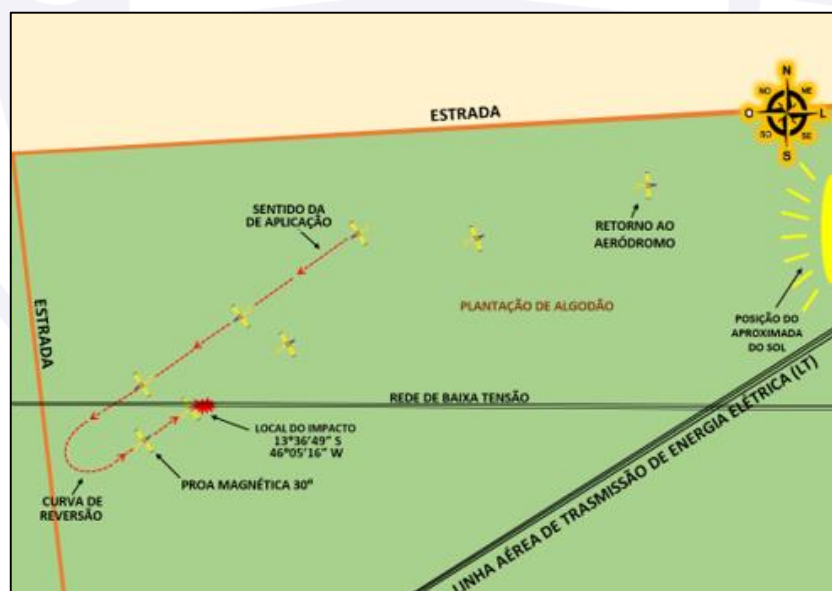 ESTRADA
N
NO
NE
O
L
SO
SE
S
SENTIDO DA
DE APLICAÇÃO
RETORNO AO
AERÓDROMO
ESTRADA
PLANTAÇÃO DE ALGODÃO
POSIÇÃO DO
APROXIMADA
DO SOL
REDE DE BAIXA TENSÃO
LOCAL DO IMPACTO
13°36'49" S
46°05'16" W
PROA MAGNÉTICA 30º
CURVA DE
REVERSÃO
LINHA AÉREA DE TRASMISSÃO DE ENERGIA ELÉTRICA (LT)